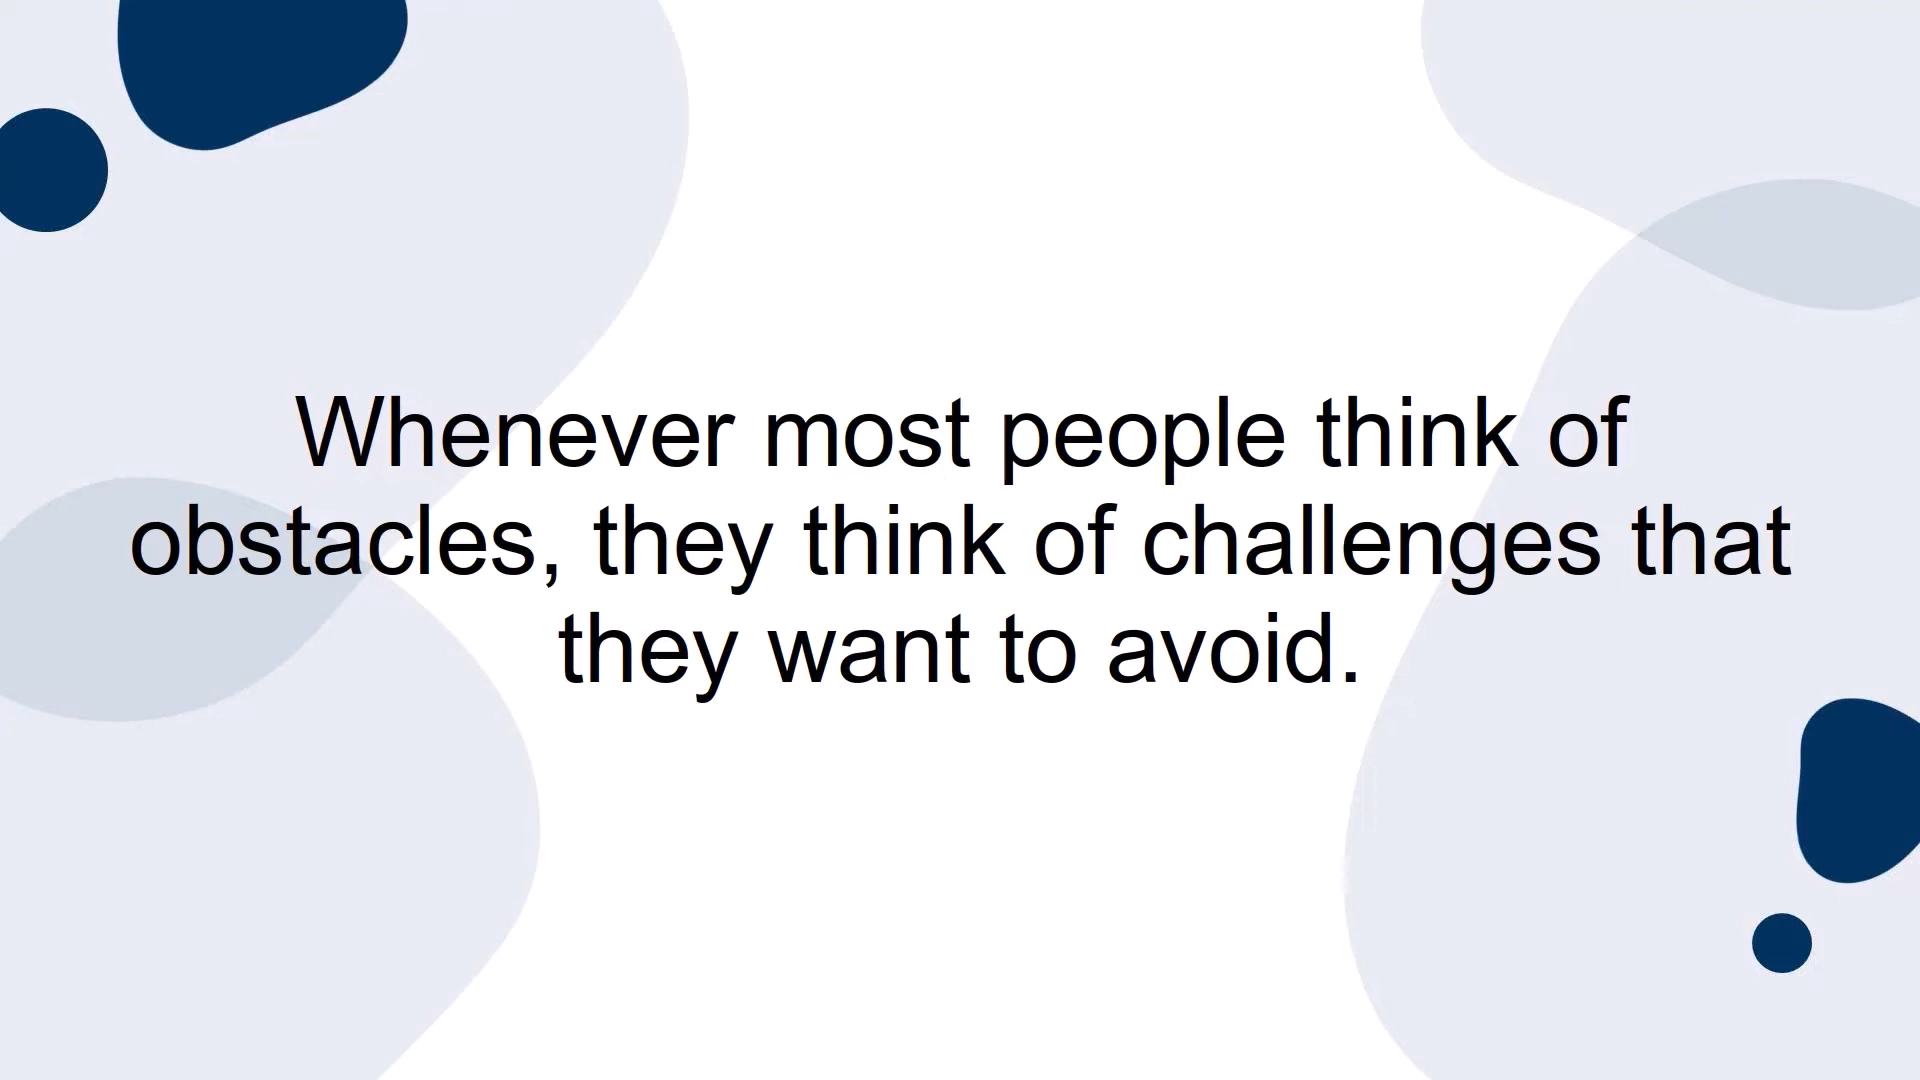 Whenever most people think of
obstacles, they think of challenges that
they want to avoid.